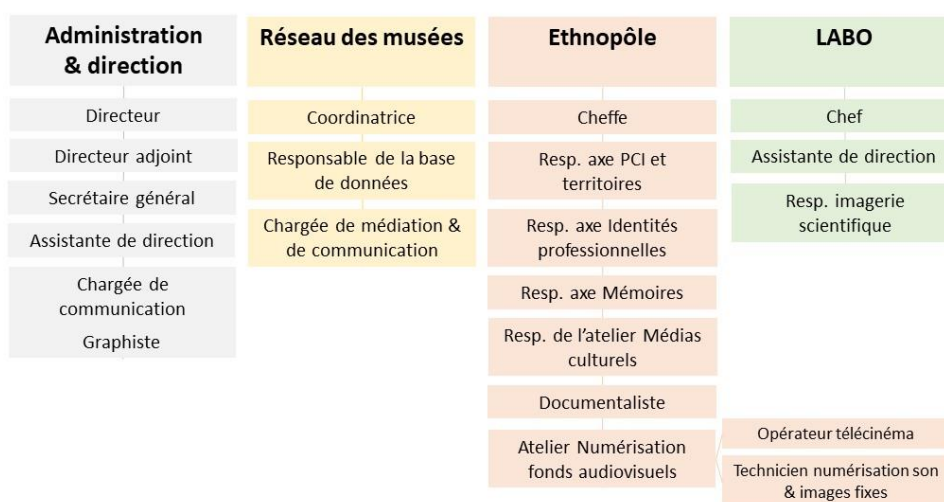 Administration
& direction
Directeur
Directeur adjoint
Secrétaire général
Assistante de direction
Chargée de
communication
Graphiste
Réseau des musées
Coordinatrice
Responsable de la base
de données
Chargée de médiation &
de communication
Ethnopôle
Cheffe
Resp. axe PCI et
territoires
Resp. axe Identités
professionnelles
Resp. axe Mémoires
Resp. de l’atelier Médias
culturels
Documentaliste
Atelier Numérisation
fonds audiovisuels
Opérateur télécinéma
Technicien numérisation son
& images fixes
LABO
Chef
Assistante de direction
Resp. imagerie
scientifique